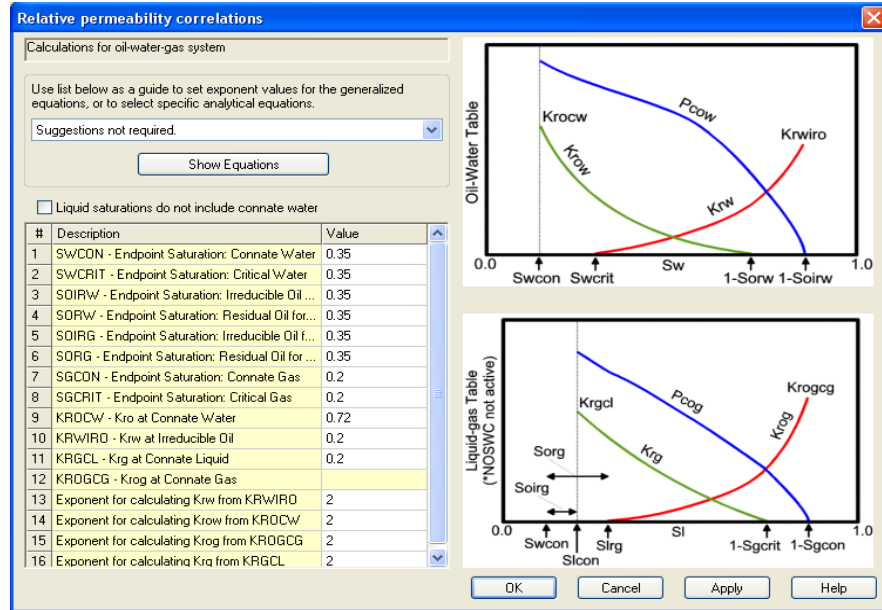 Relative permeability correlations
Calculations for oil-water-gas system
Use list below as a guide to set exponent values for the generalized
equations, or to select specific analytical equations.
Suggestions not required.
Show Equations
Liquid saturations do not include connate water
# Description Value
1 SWCON - Endpoint Saturation: Connate Water 0.35
2 SWCRIT - Endpoint Saturation: Critical Water 0.35
3 SOIRW - Endpoint Saturation: Irreducible Oil ... 0.35
4 SORW - Endpoint Saturation: Residual Oil for ... 0.35
5 SOIRG - Endpoint Saturation: Irreducible Oil f... 0.35
6 SORG - Endpoint Saturation: Residual Oil for ... 0.35
7 SGCON - Endpoint Saturation: Connate Gas 0.2
8 SGCRIT - Endpoint Saturation: Critical Gas 0.2
9 KROCW - Kro at Connate Water 0.72
10 KRWIRO - Krw at Irreducible Oil 0.2
11 KRGCL - Krg at Connate Liquid 0.2
12 KROGCG - Krog at Connate Gas
13 Exponent for calculating Krw from KRWIRO 2
14 Exponent for calculating Krow from KROCW 2
15 Exponent for calculating Krog from KROGCG 2
16 Exponent for calculating Krg from KRGCL 2
Oil-Water Table
Krocw
Pcow
Krwiro
Krow
Krw
0.0
Sw
1.0
Swcon
Swcrit
1-Sorw
1-Soirw
Liquid-gas Table
(*NOSWC not active)
Krgcl
Pcog
Krogcg
Sorg
Krg
Krog
Soirg
0.0
Sl
1.0
Swcon
Slcon
Slrg
1-Sgcrit
1-Sgcon
OK
Cancel
Apply
Help